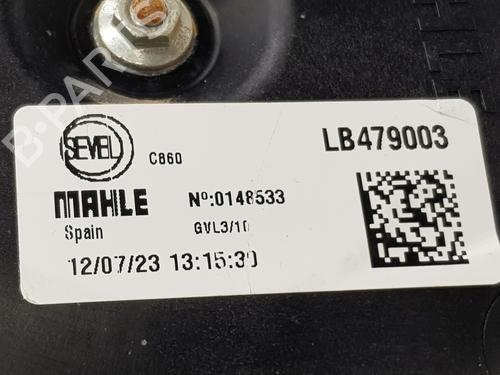 SEVEL
C860
LB479003
MAHLE
Nº:0148533
Spain
GVL3/10
12/07/23 13:15:30
B-PARTS